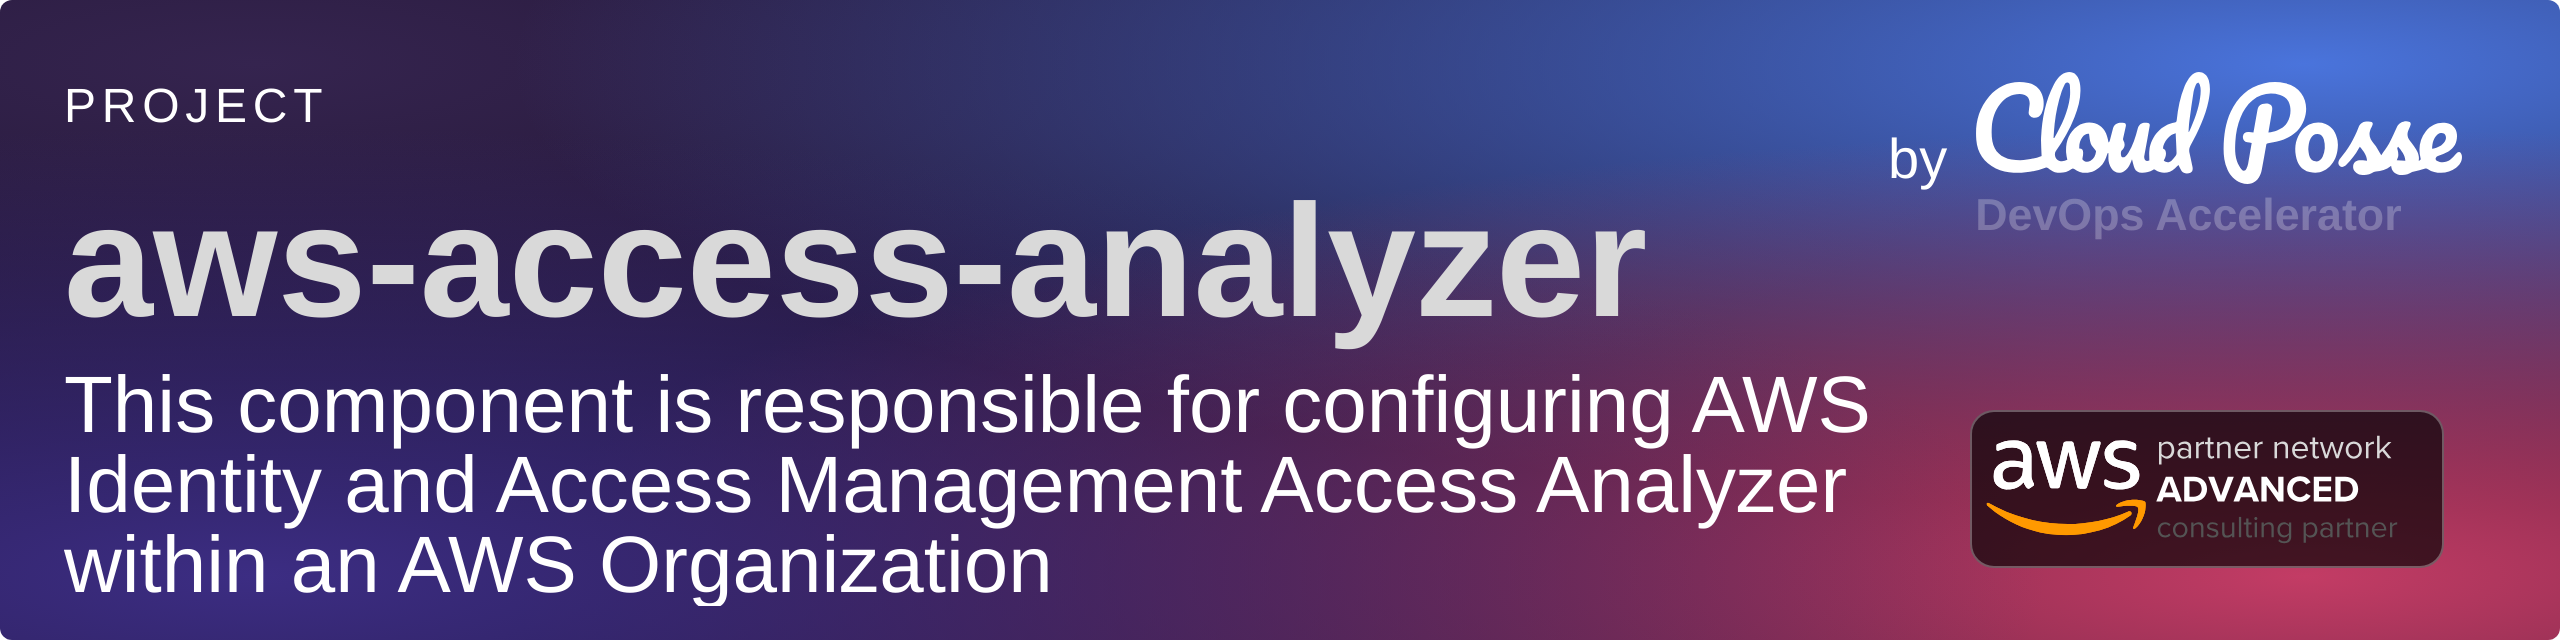 PROJECT
by Cloud Posse
DevOps Accelerator
aws-access-analyzer
This component is responsible for configuring AWS
Identity and Access Management Access Analyzer
within an AWS Organization
aws partner network
ADVANCED
consulting partner